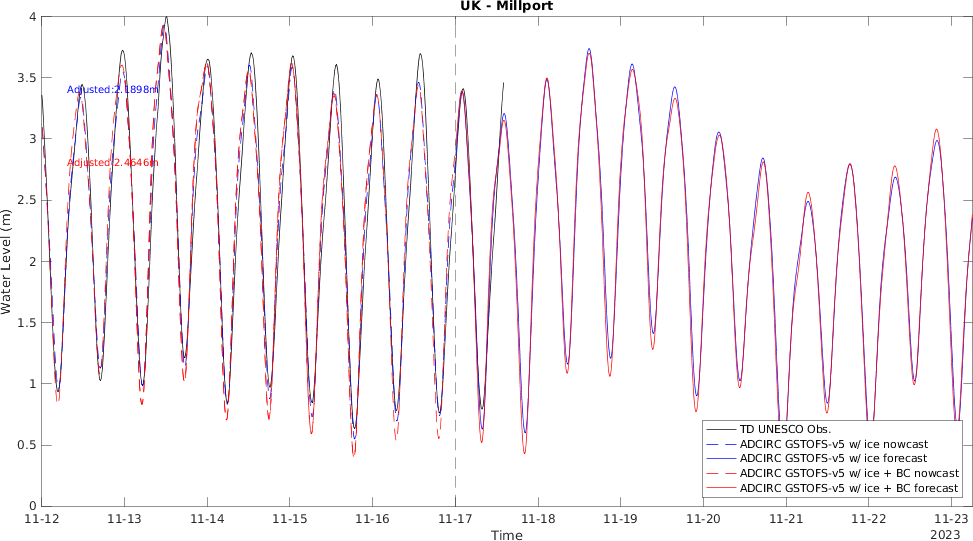 UK - Millport
4
3.5
3
2.5
2
1.5
1
0.5
0
Water Level (m)
Adjusted:2.1898m
Adjusted:2.4646m
TD UNESCO Obs.
ADCIRC GSTOFS-v5 w/ ice nowcast
ADCIRC GSTOFS-v5 w/ ice forecast
ADCIRC GSTOFS-v5 w/ ice + BC nowcast
ADCIRC GSTOFS-v5 w/ ice + BC forecast
11-12 11-13 11-14 11-15 11-16 11-17 11-18 11-19 11-20 11-21 11-22 11-23
Time
2023